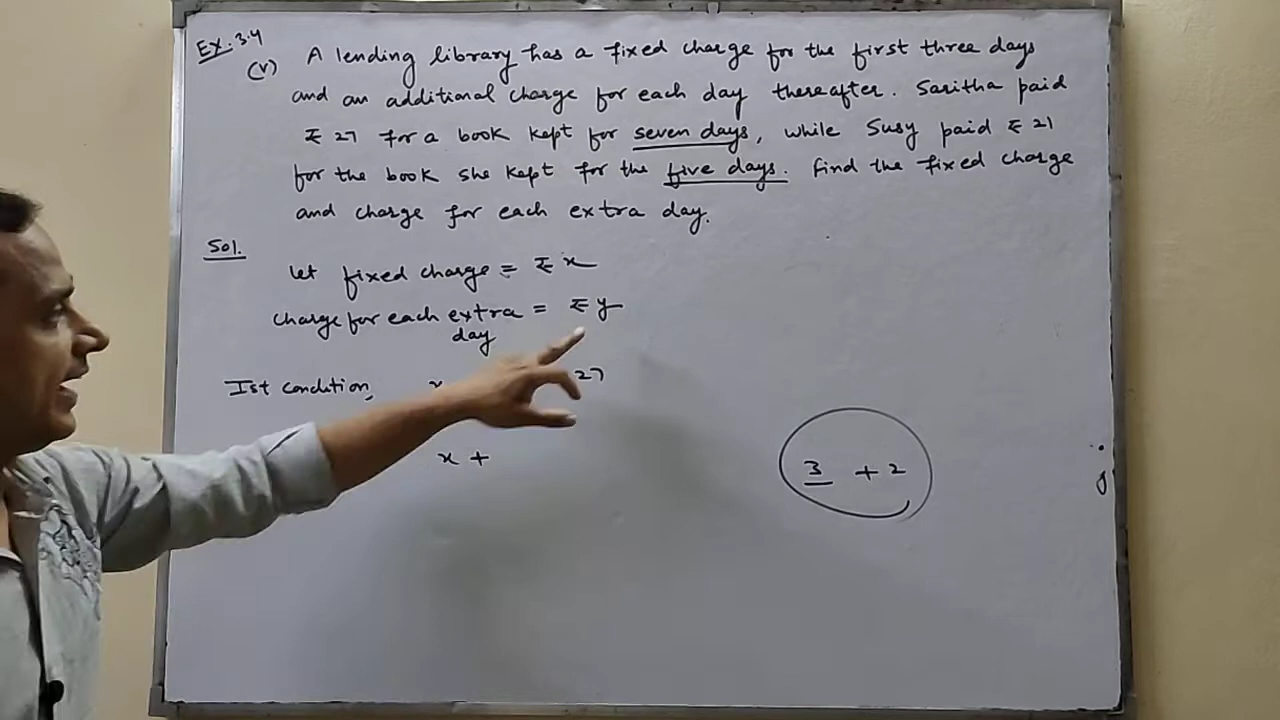 Ex. 3.4
(v) A lending library has a fixed charge for the first three days
and an additional charge for each day thereafter. Saritha paid
₹ 27 for a book kept for seven days, while Susy paid ₹ 21
for the book she kept for the five days. find the fixed charge
and charge for each extra day.
Sol.
let fixed charge = ₹ x
charge for each extra = ₹ y
day
Ist condition, x 27
x +
3 + 2